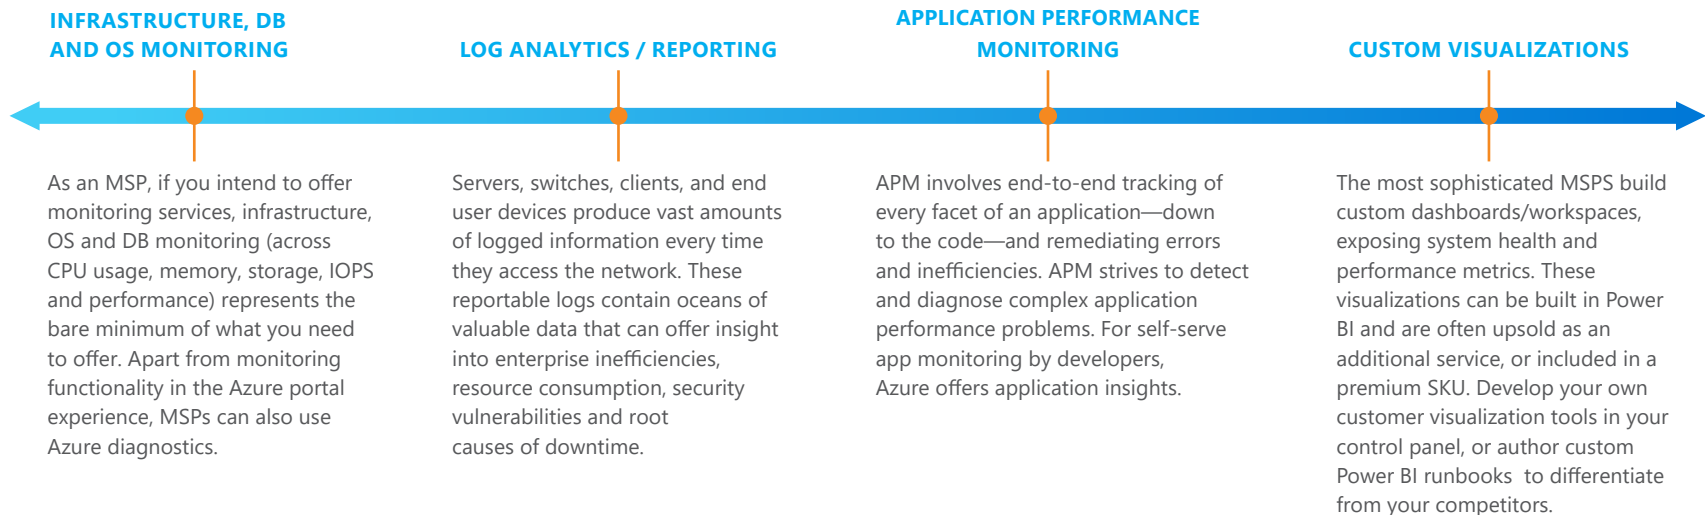 INFRASTRUCTURE, DB
AND OS MONITORING
As an MSP, if you intend to offer
monitoring services, infrastructure,
OS and DB monitoring (across
CPU usage, memory, storage, IOPS
and performance) represents the
bare minimum of what you need
to offer. Apart from monitoring
functionality in the Azure portal
experience, MSPs can also use
Azure diagnostics.
LOG ANALYTICS / REPORTING
Servers, switches, clients, and end
user devices produce vast amounts
of logged information every time
they access the network. These
reportable logs contain oceans of
valuable data that can offer insight
into enterprise inefficiencies,
resource consumption, security
vulnerabilities and root
causes of downtime.
APPLICATION PERFORMANCE
MONITORING
APM involves end-to-end tracking of
every facet of an application—down
to the code—and remediating errors
and inefficiencies. APM strives to detect
and diagnose complex application
performance problems. For self-serve
app monitoring by developers,
Azure offers application insights.
CUSTOM VISUALIZATIONS
The most sophisticated MSPS build
custom dashboards/workspaces,
exposing system health and
performance metrics. These
visualizations can be built in Power
BI and are often upsold as an
additional service, or included in a
premium SKU. Develop your own
customer visualization tools in your
control panel, or author custom
Power BI runbooks  to differentiate
from your competitors.